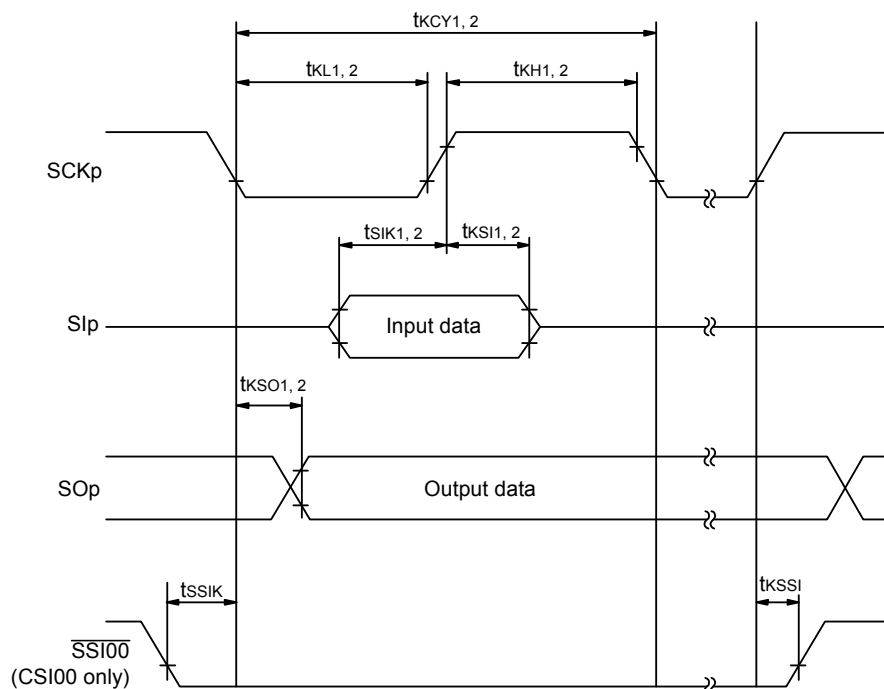 tKCY1, 2
tKL1, 2
tKH1, 2
SCKp
tSIK1, 2
tKSI1, 2
SIp
Input data
tKSO1, 2
SOp
Output data
tSSIK
tKSSI
SSI00
(CSI00 only)